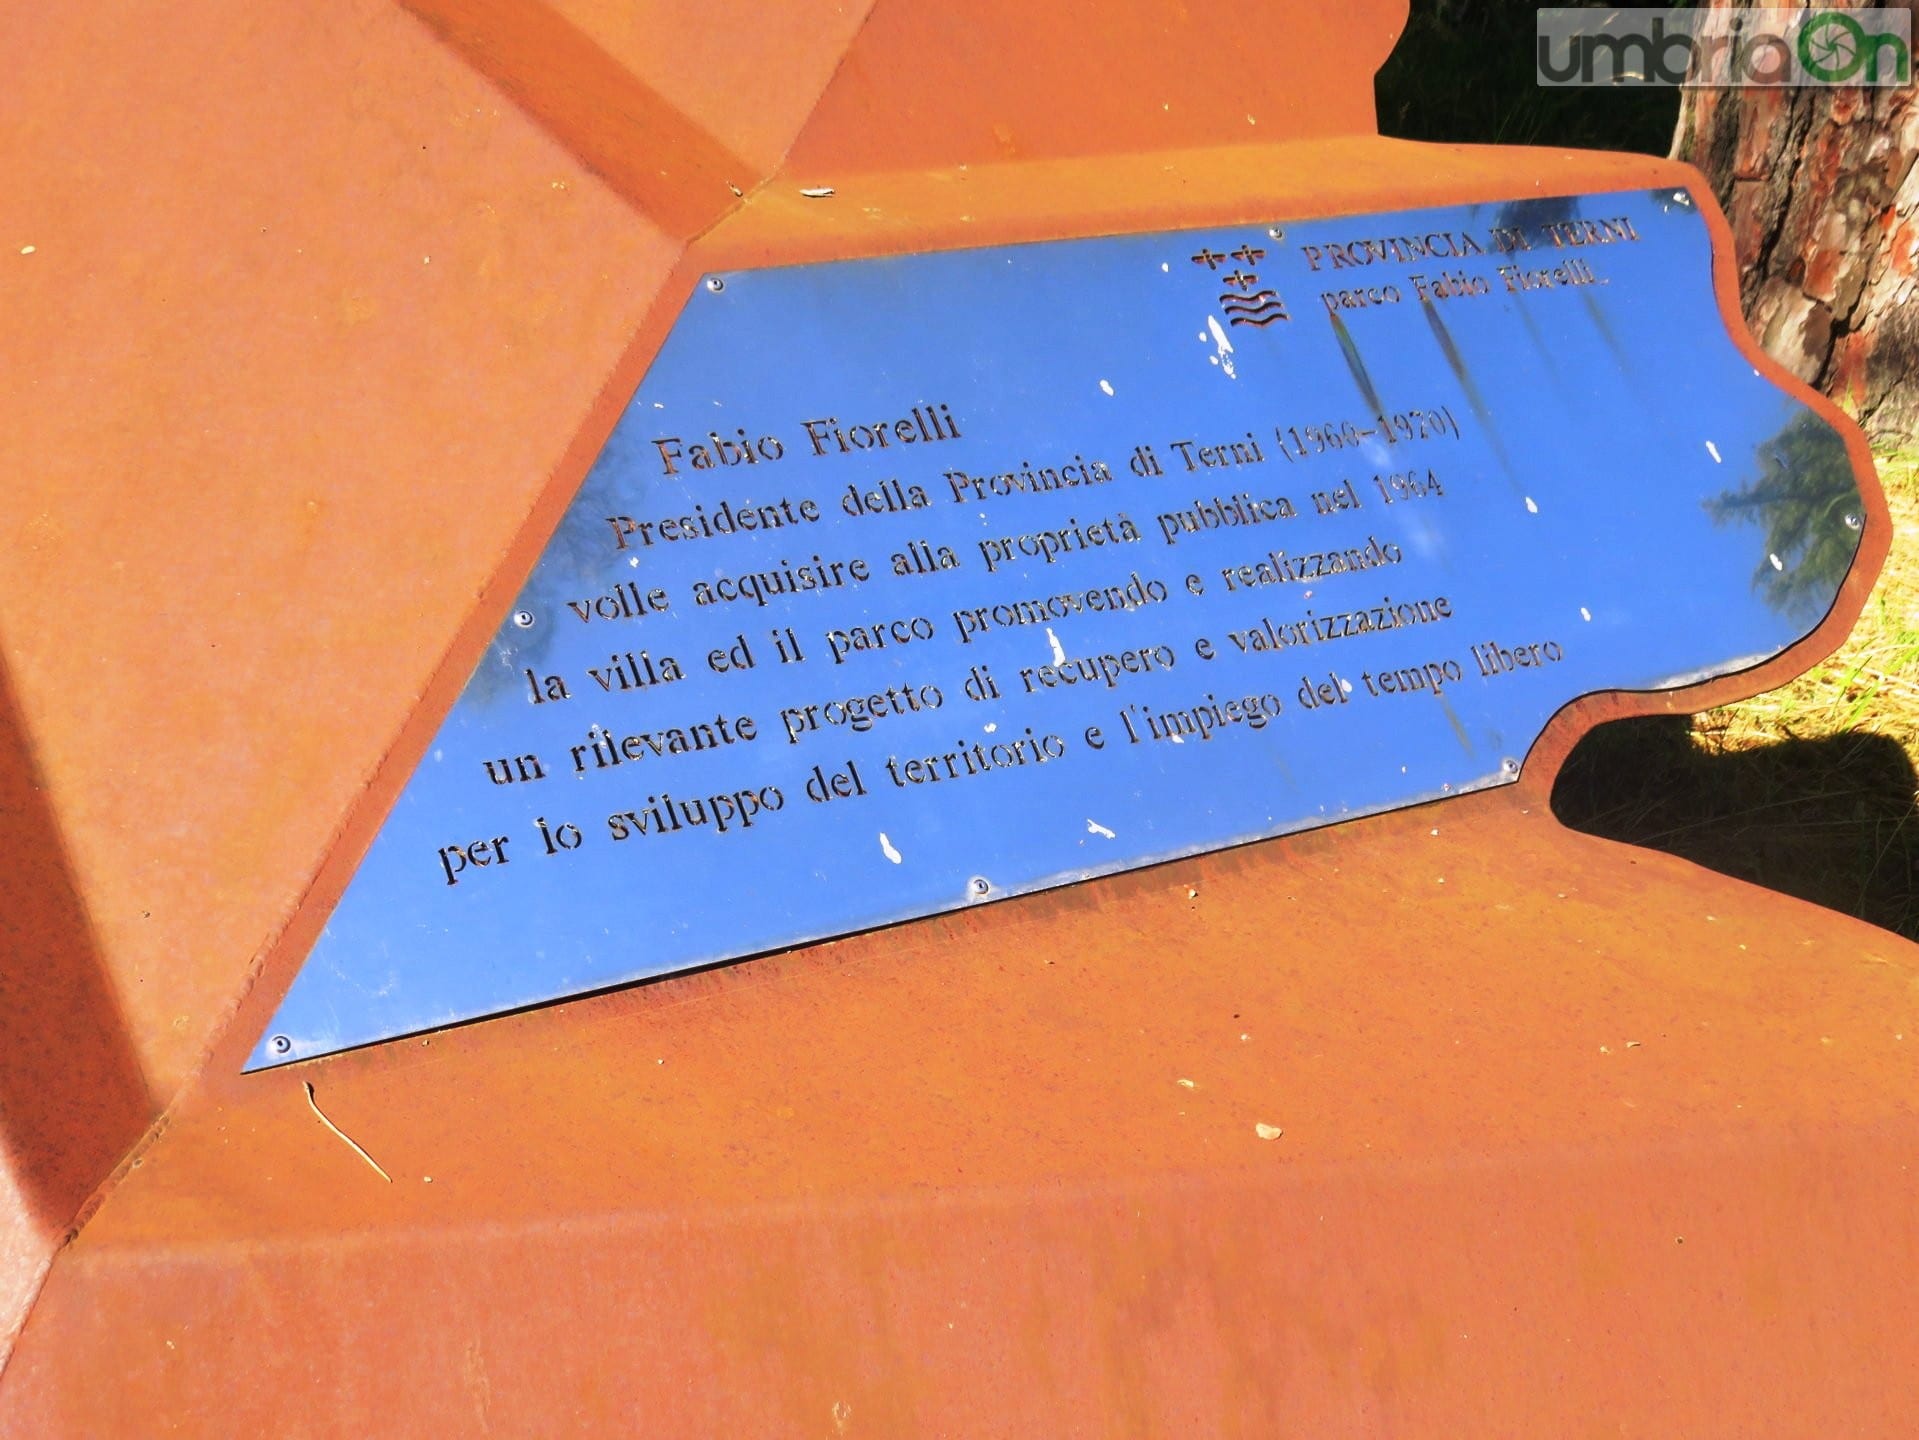 umbriaOn
PROVINCIA DI TERNI
parco Fabio Fiorelli
Fabio Fiorelli
Presidente della Provincia di Terni (1960-1970)
volle acquisire alla proprietà pubblica nel 1964
la villa ed il parco promovendo e realizzando
un rilevante progetto di recupero e valorizzazione
per lo sviluppo del territorio e l'impiego del tempo libero